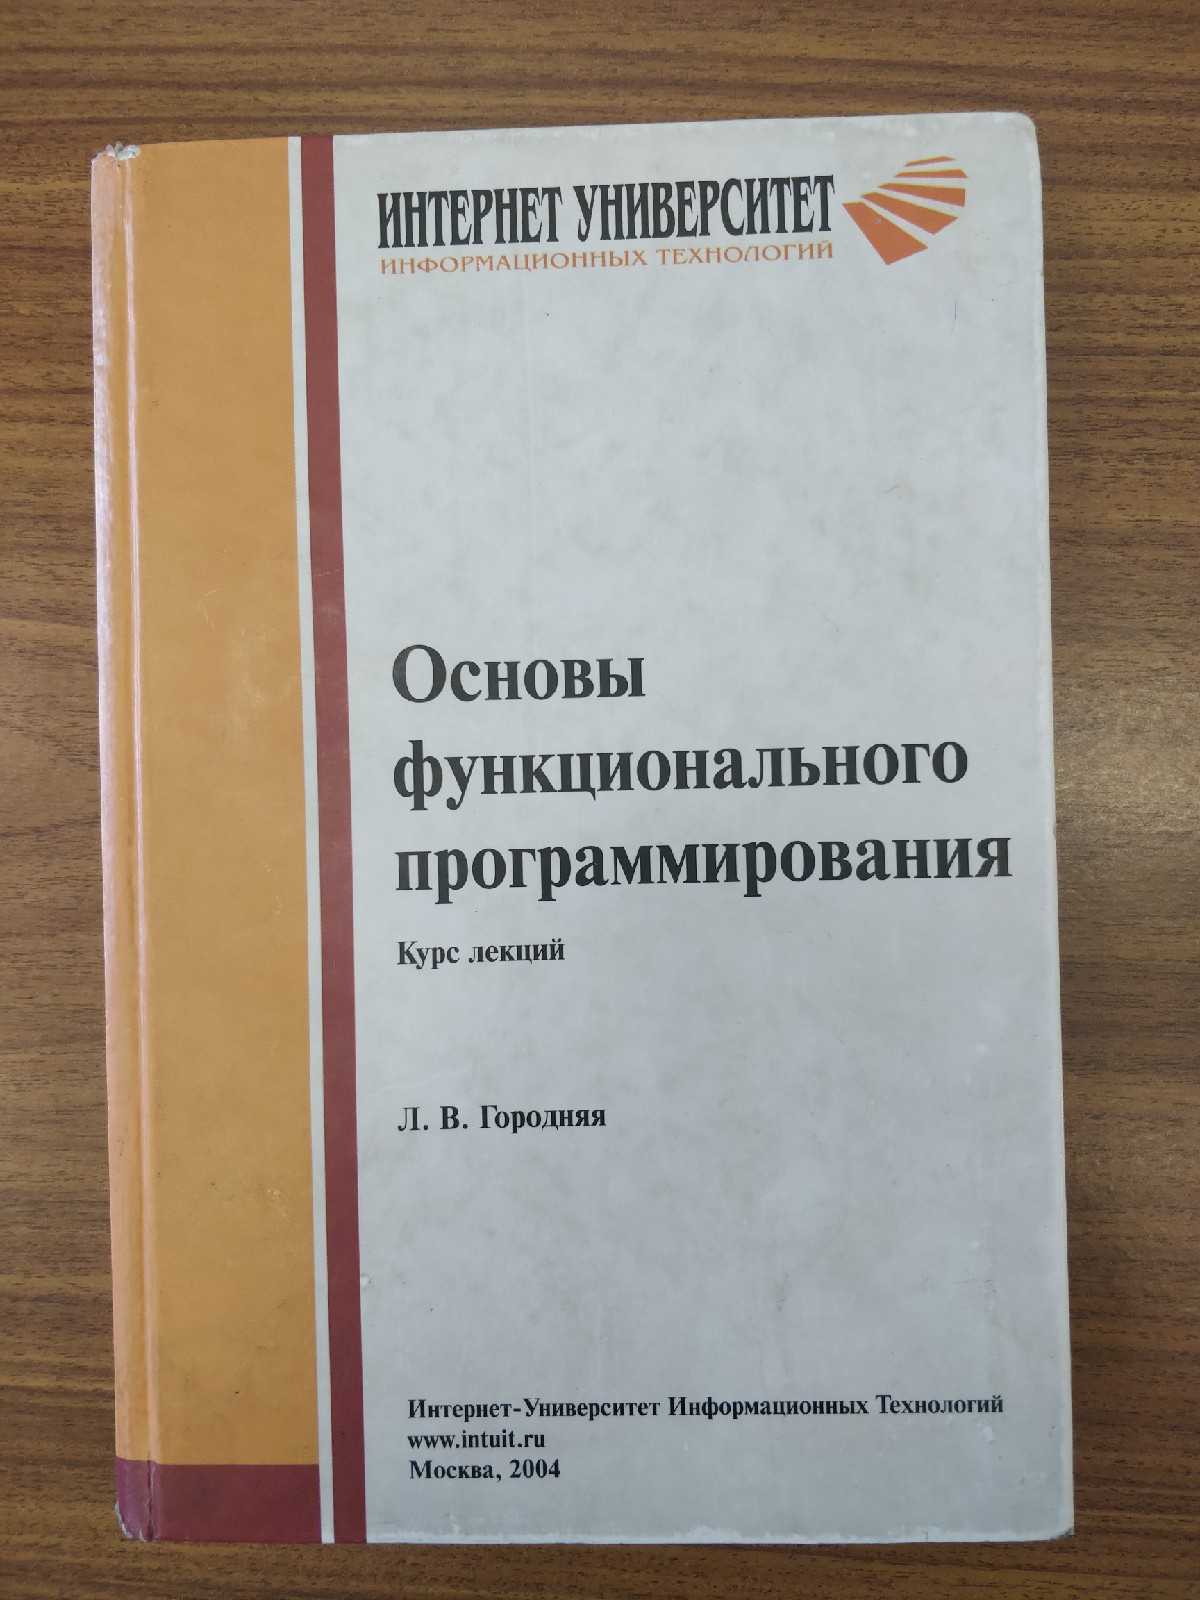 ИНТЕРНЕТ УНИВЕРСИТЕТ
ИНФОРМАЦИОННЫХ ТЕХНОЛОГИЙ
Основы
функционального
программирования
Курс лекций
Л. В. Городняя
Интернет-Университет Информационных Технологий
www.intuit.ru
Москва, 2004